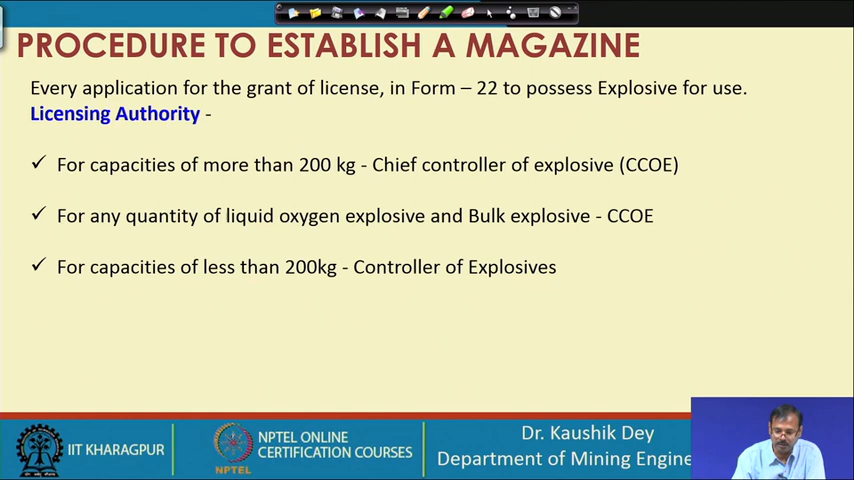 PROCEDURE TO ESTABLISH A MAGAZINE
Every application for the grant of license, in Form – 22 to possess Explosive for use.
Licensing Authority -
✓ For capacities of more than 200 kg - Chief controller of explosive (CCOE)
✓ For any quantity of liquid oxygen explosive and Bulk explosive - CCOE
✓ For capacities of less than 200kg - Controller of Explosives
IIT KHARAGPUR
NPTEL
NPTEL ONLINE
CERTIFICATION COURSES
Dr. Kaushik Dey
Department of Mining Engine